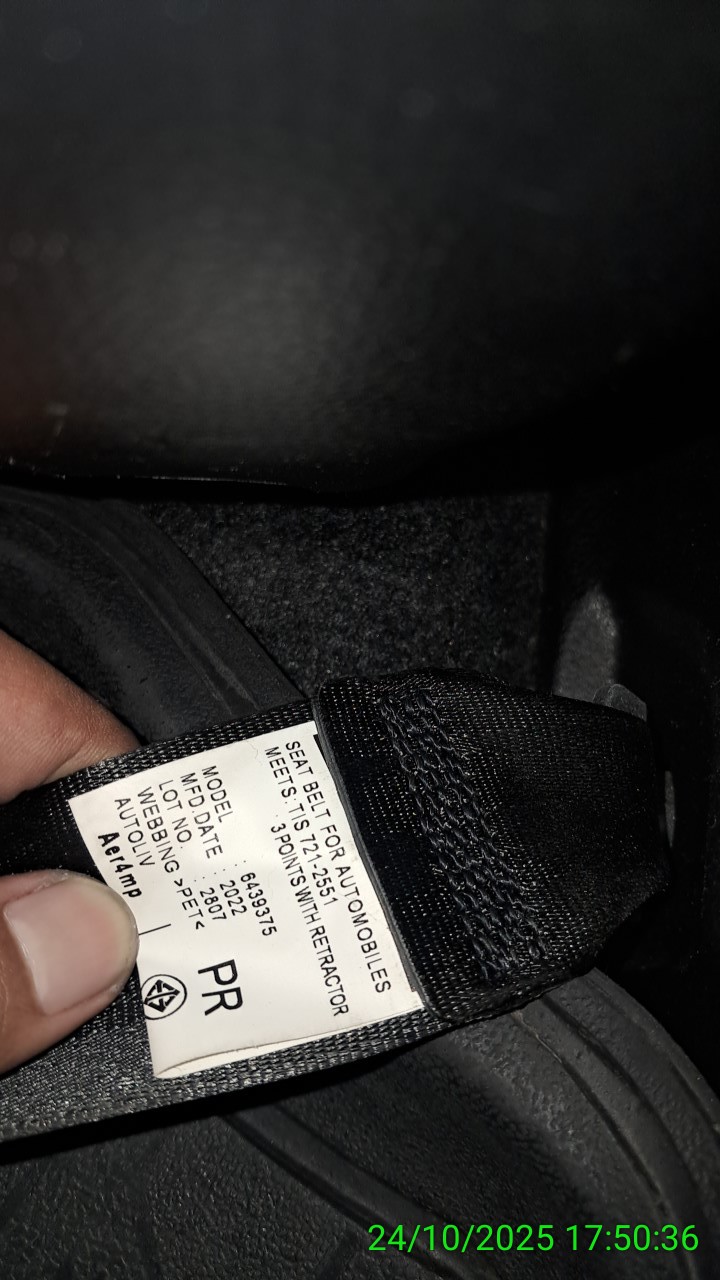 SEAT BELT FOR AUTOMOBILES
MEETS: TIS 721-2551
3 POINTS WITH RETRACTOR
MODEL : 6439375
MFD.DATE : 2022
LOT NO. : 2807
WEBBING >PET<
AUTOLIV
Aer4mp
PR
24/10/2025 17:50:36